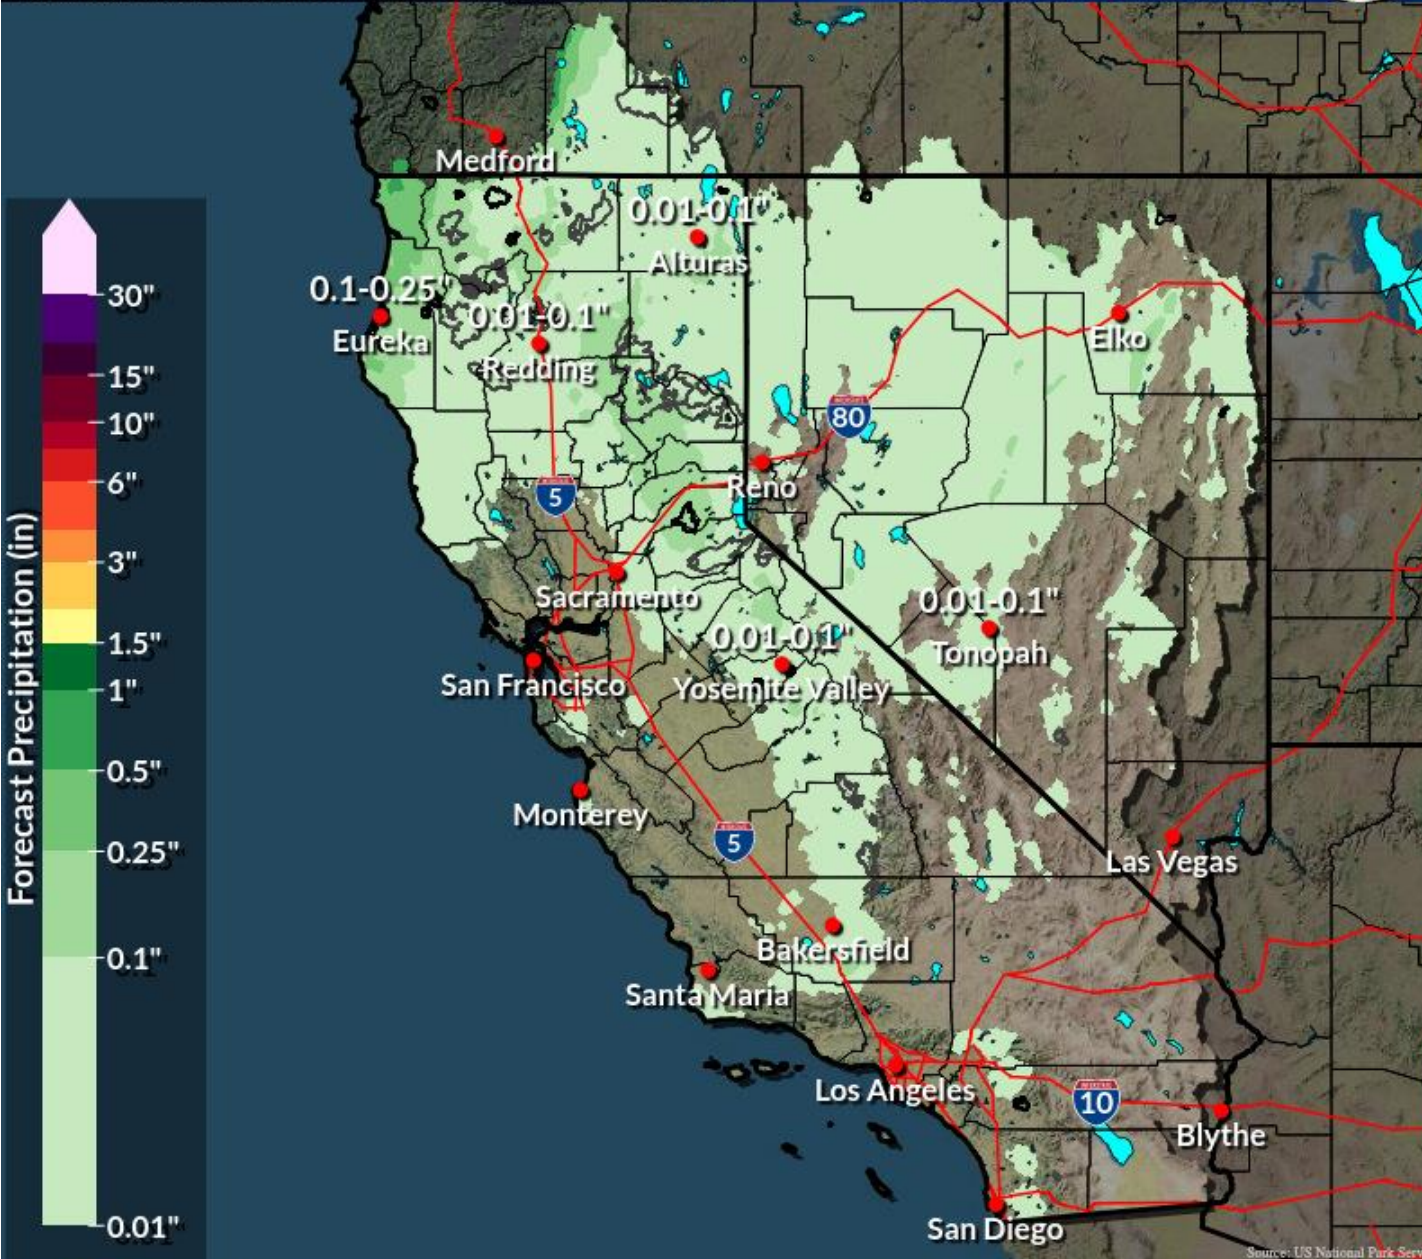 Medford
0.01-0.1"
Alturas
0.1-0.25"
Eureka
0.01-0.1"
Redding
Elko
80
Reno
5
Sacramento
0.01-0.1"
Tonopah
0.01-0.1"
Yosemite Valley
San Francisco
Monterey
5
Las Vegas
Bakersfield
Santa Maria
Los Angeles
10
Blythe
San Diego
Forecast Precipitation (in)
30"
15"
10"
6"
3"
1.5"
1"
0.5"
0.25"
0.1"
0.01"
Source: US National Park